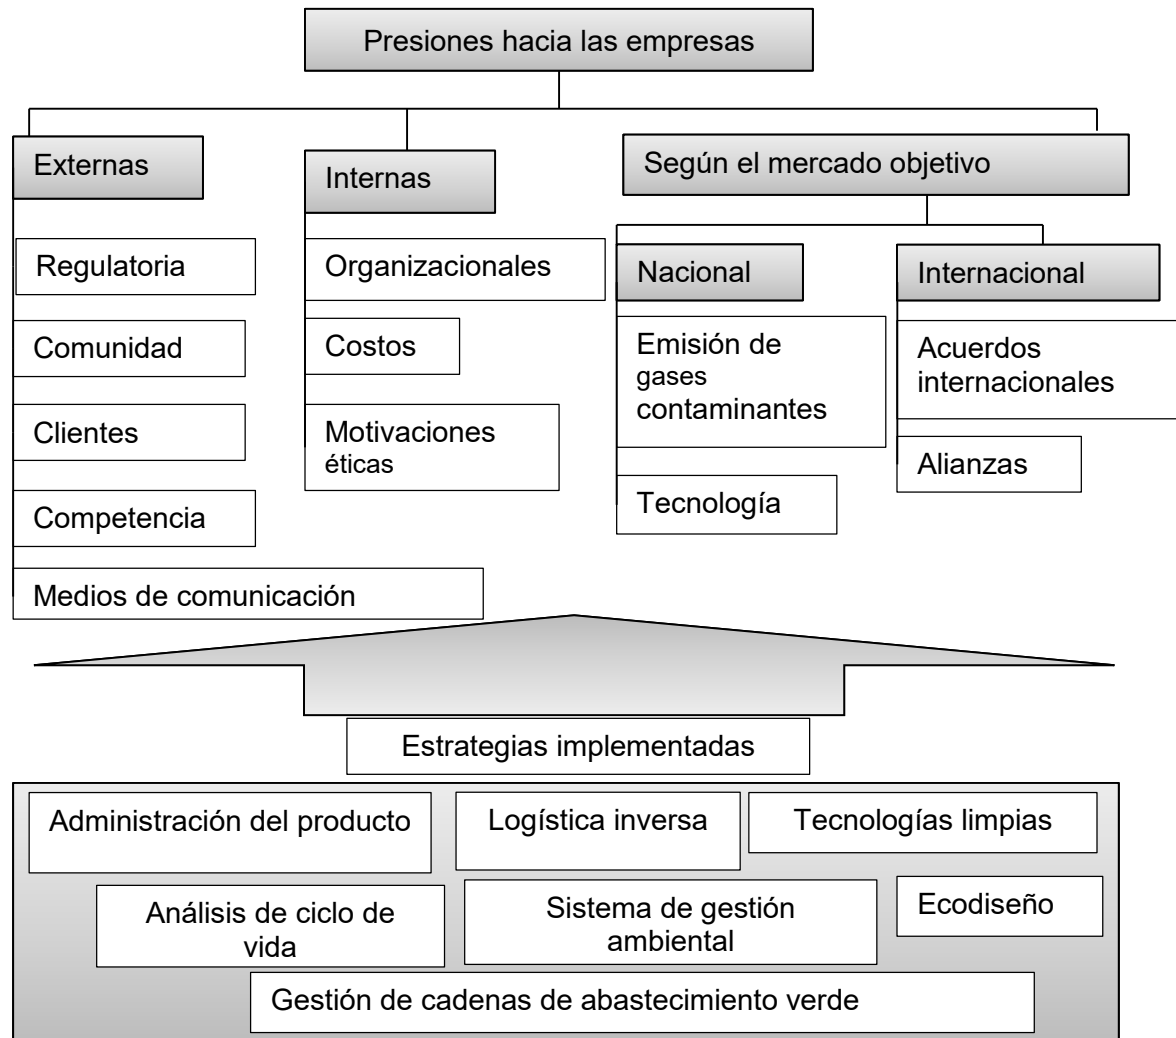 Presiones hacia las empresas
Externas
Regulatoria
Comunidad
Clientes
Competencia
Medios de comunicación
Internas
Organizacionales
Costos
Motivaciones
éticas
Según el mercado objetivo
Nacional
Emisión de
gases
contaminantes
Tecnología
Internacional
Acuerdos
internacionales
Alianzas
Estrategias implementadas
Administración del producto
Logística inversa
Tecnologías limpias
Análisis de ciclo de
vida
Sistema de gestión
ambiental
Ecodiseño
Gestión de cadenas de abastecimiento verde